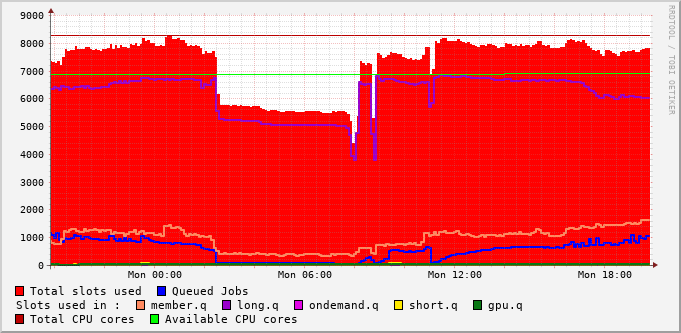 9000
8000
7000
6000
5000
4000
3000
2000
1000
0
Mon 00:00 Mon 06:00 Mon 12:00 Mon 18:00
RRDTOOL / TOBI OETIKER
Total slots used Queued Jobs
Slots used in : member.q long.q ondemand.q short.q gpu.q
Total CPU cores Available CPU cores